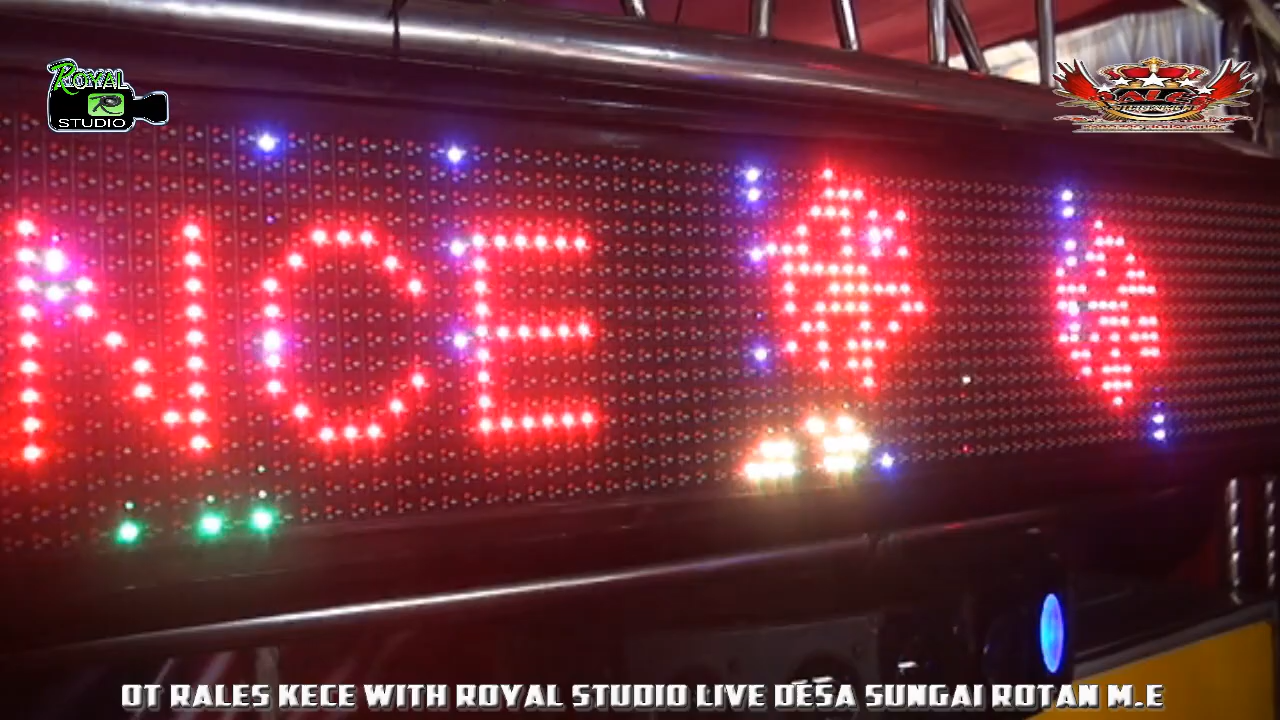 ROYAL
STUDIO
NCE
OT RALES KECE WITH ROYAL STUDIO LIVE DESA SUNGAI ROTAN M.E